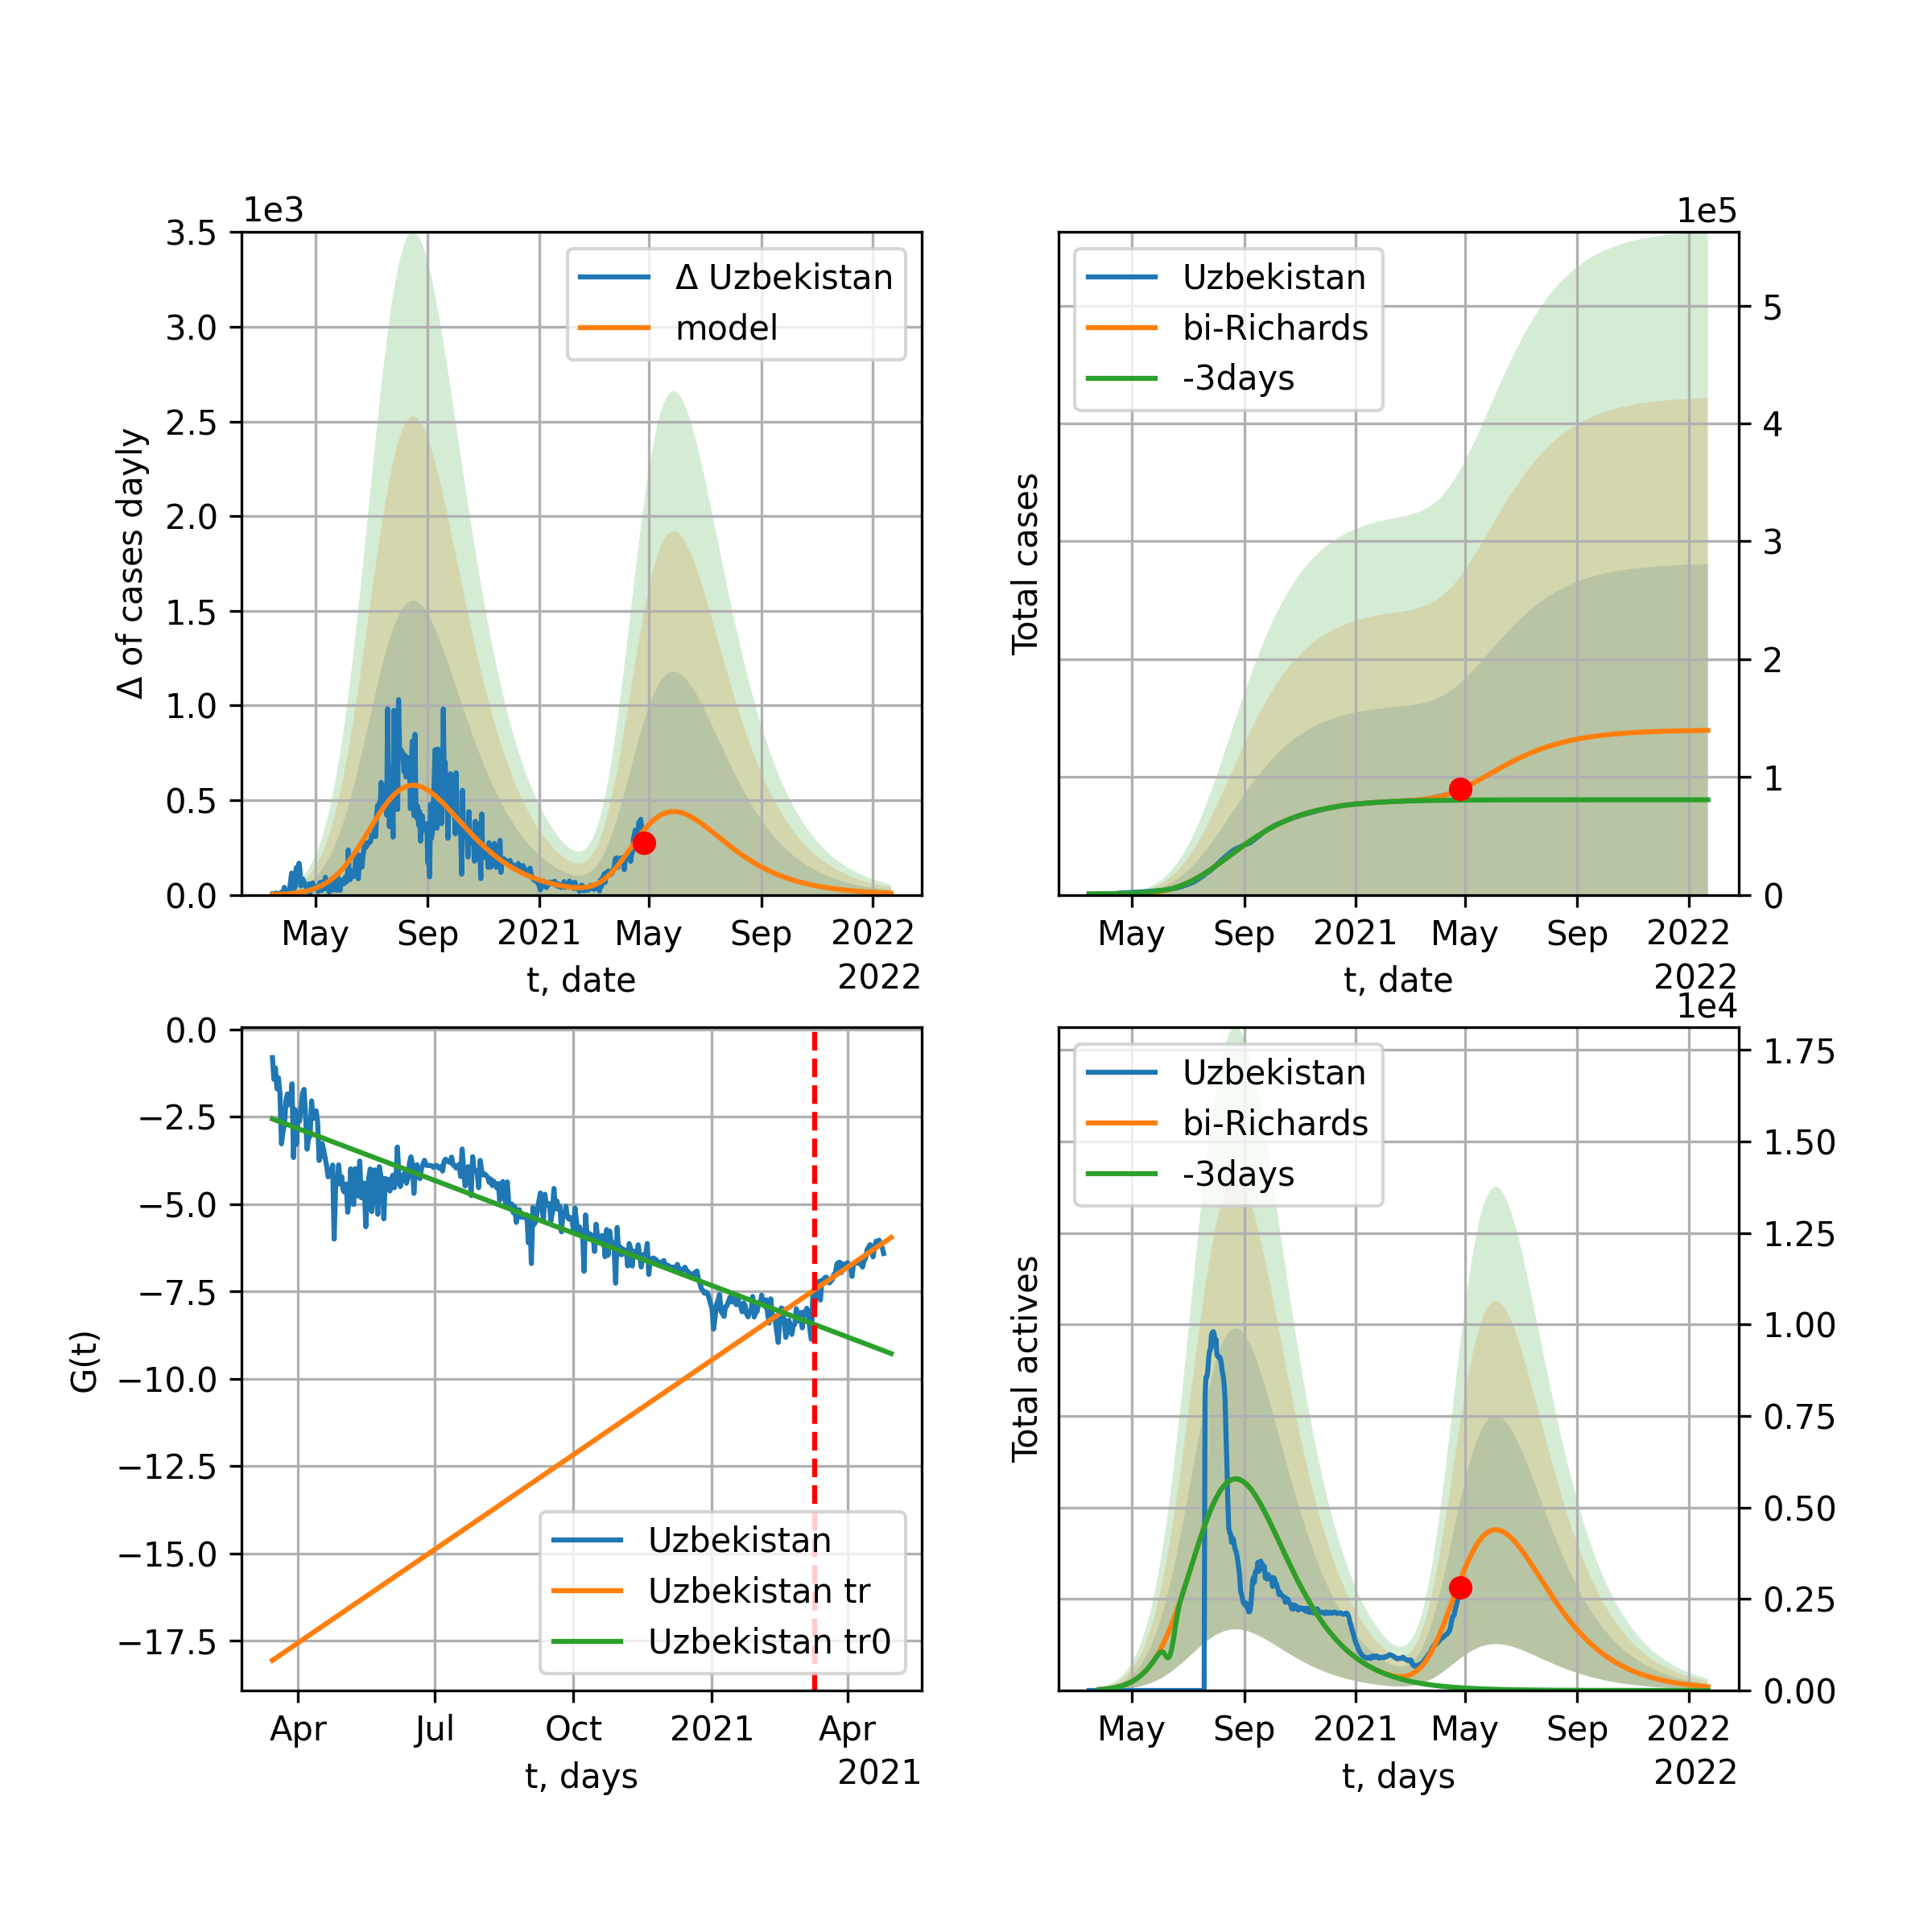 1e3
3.5
3.0
2.5
2.0
1.5
1.0
0.5
0.0
Δ of cases dayly
Δ Uzbekistan
model
May Sep 2021 May Sep 2022
t, date
2022
1e5
5
4
3
2
1
0
Total cases
Uzbekistan
bi-Richards
-3days
May Sep 2021 May Sep 2022
t, date
2022
0.0
−2.5
−5.0
−7.5
−10.0
−12.5
−15.0
−17.5
G(t)
Uzbekistan
Uzbekistan tr
Uzbekistan tr0
Apr Jul Oct 2021 Apr
t, days
2021
1e4
1.75
1.50
1.25
1.00
0.75
0.50
0.25
0.00
Total actives
Uzbekistan
bi-Richards
-3days
May Sep 2021 May Sep 2022
t, days
2022